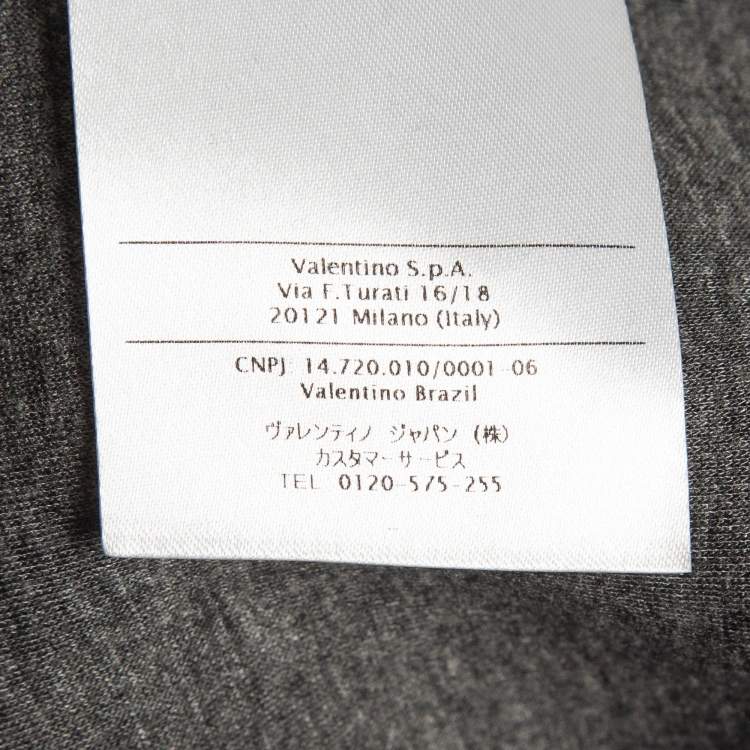 Valentino S.p.A.
Via F.Turati 16/18
20121 Milano (Italy)
CNPJ: 14.720.010/0001-06
Valentino Brazil
ヴァレンティノ ジャパン (株)
カスタマーサービス
TEL 0120-575-255